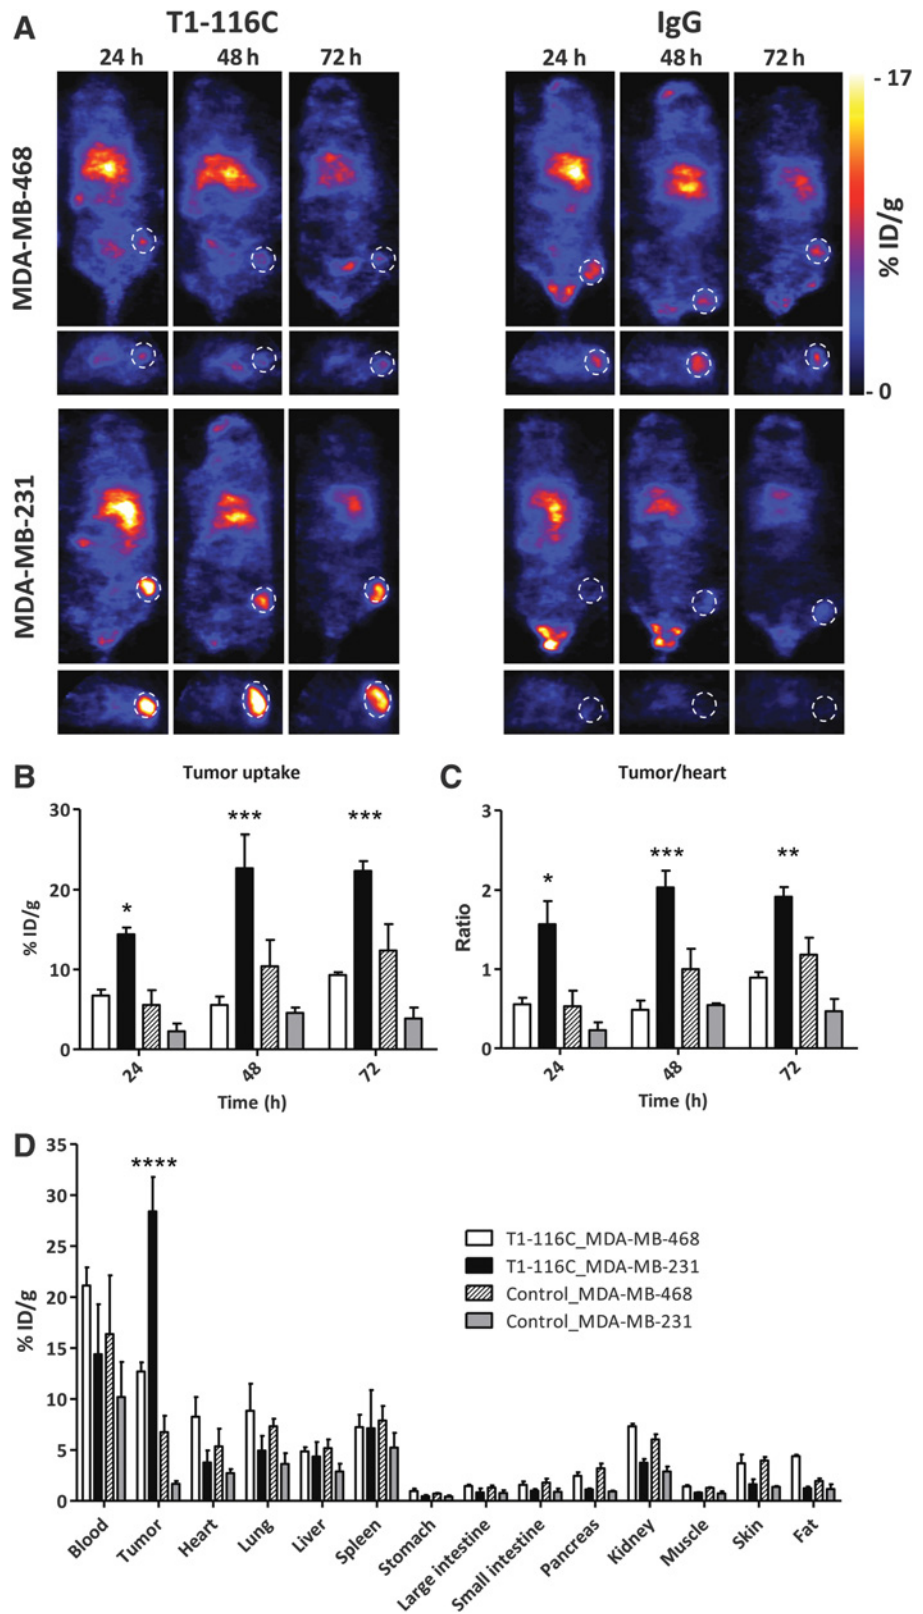 A
T1-116C
IgG
24 h
48 h
72 h
24 h
48 h
72 h
MDA-MB-468
- 17
% ID/g
- 0
MDA-MB-231
B
Tumor uptake
30
20
10
0
% ID/g
*
***
***
24
48
72
Time (h)
C
Tumor/heart
3
2
1
0
Ratio
*
***
**
24
48
72
Time (h)
D
35
30
25
20
15
10
5
0
% ID/g
****
T1-116C_MDA-MB-468
T1-116C_MDA-MB-231
Control_MDA-MB-468
Control_MDA-MB-231
Blood
Tumor
Heart
Lung
Liver
Spleen
Stomach
Large intestine
Small intestine
Pancreas
Kidney
Muscle
Skin
Fat